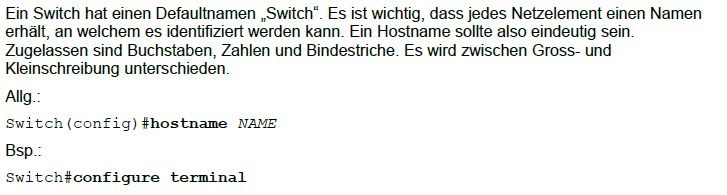 Ein Switch hat einen Defaultnamen „Switch“. Es ist wichtig, dass jedes Netzelement einen Namen
erhält, an welchem es identifiziert werden kann. Ein Hostname sollte also eindeutig sein.
Zugelassen sind Buchstaben, Zahlen und Bindestriche. Es wird zwischen Gross- und
Kleinschreibung unterschieden.
Allg.:
Switch(config)#hostname NAME
Bsp.:
Switch#configure terminal